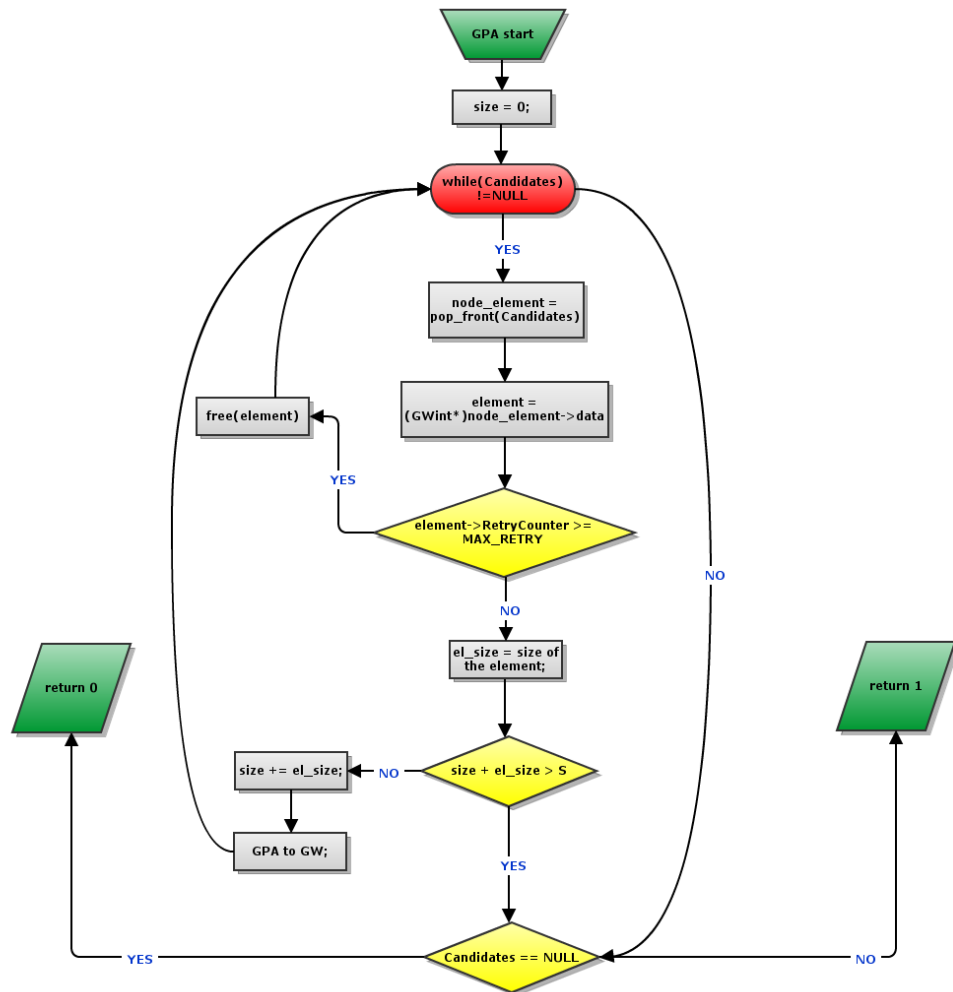 GPA start
size = 0;
while(Candidates)
!=NULL
YES
node_element =
pop_front(Candidates)
element =
(GWint*)node_element->data
free(element)
YES
element->RetryCounter >=
MAX_RETRY
NO
NO
el_size = size of
the element;
return 0
return 1
size += el_size;
NO
size + el_size > S
GPA to GW;
YES
YES
Candidates == NULL
NO